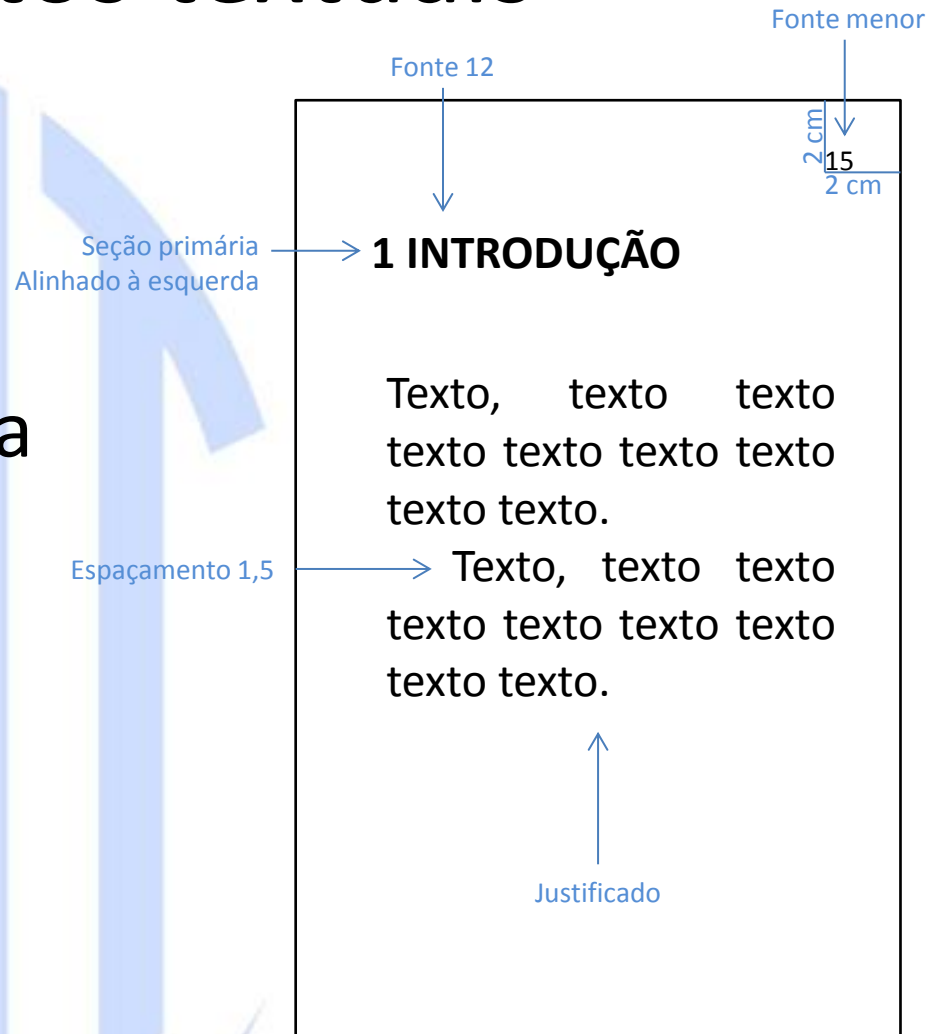 Fonte menor
Fonte 12
2 cm
15
2 cm
Seção primária
Alinhado à esquerda
1 INTRODUÇÃO
Texto, texto texto
texto texto texto texto
texto texto.
Espaçamento 1,5
Texto, texto texto
texto texto texto texto
texto texto.
Justificado